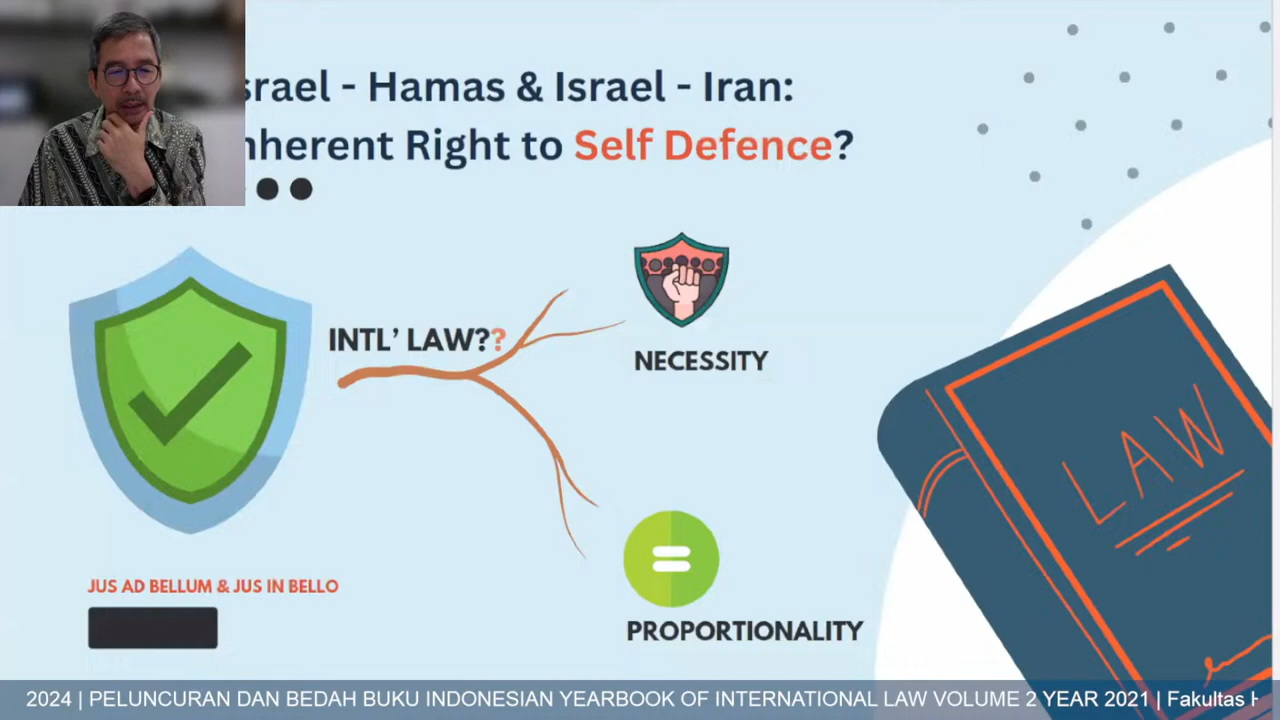 srael - Hamas & Israel - Iran:
nherent Right to Self Defence?
INTL' LAW??
NECESSITY
LAW
JUS AD BELLUM & JUS IN BELLO
PROPORTIONALITY
2024 | PELUNCURAN DAN BEDAH BUKU INDONESIAN YEARBOOK OF INTERNATIONAL LAW VOLUME 2 YEAR 2021 | Fakultas H